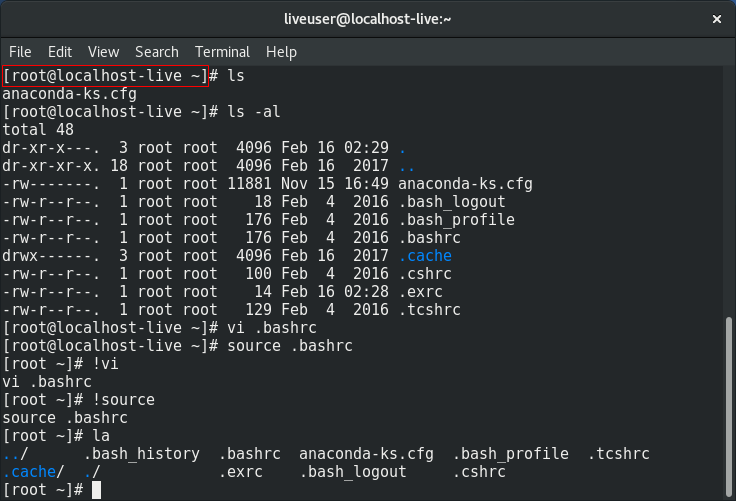 liveuser@localhost-live:~ ×
File Edit View Search Terminal Help
[root@localhost-live ~]# ls
anaconda-ks.cfg
[root@localhost-live ~]# ls -al
total 48
dr-xr-x---.  3 root root  4096 Feb 16 02:29 .
dr-xr-xr-x. 18 root root  4096 Feb 16  2017 ..
-rw-------.  1 root root 11881 Nov 15 16:49 anaconda-ks.cfg
-rw-r--r--.  1 root root    18 Feb  4  2016 .bash_logout
-rw-r--r--.  1 root root   176 Feb  4  2016 .bash_profile
-rw-r--r--.  1 root root   176 Feb  4  2016 .bashrc
drwx------.  3 root root  4096 Feb 16  2017 .cache
-rw-r--r--.  1 root root   100 Feb  4  2016 .cshrc
-rw-r--r--.  1 root root    14 Feb 16 02:28 .exrc
-rw-r--r--.  1 root root   129 Feb  4  2016 .tcshrc
[root@localhost-live ~]# vi .bashrc
[root@localhost-live ~]# source .bashrc
[root ~]# !vi
vi .bashrc
[root ~]# !source
source .bashrc
[root ~]# la
../      .bash_history  .bashrc  anaconda-ks.cfg  .bash_profile  .tcshrc
.cache/  ./             .exrc    .bash_logout     .cshrc
[root ~]#